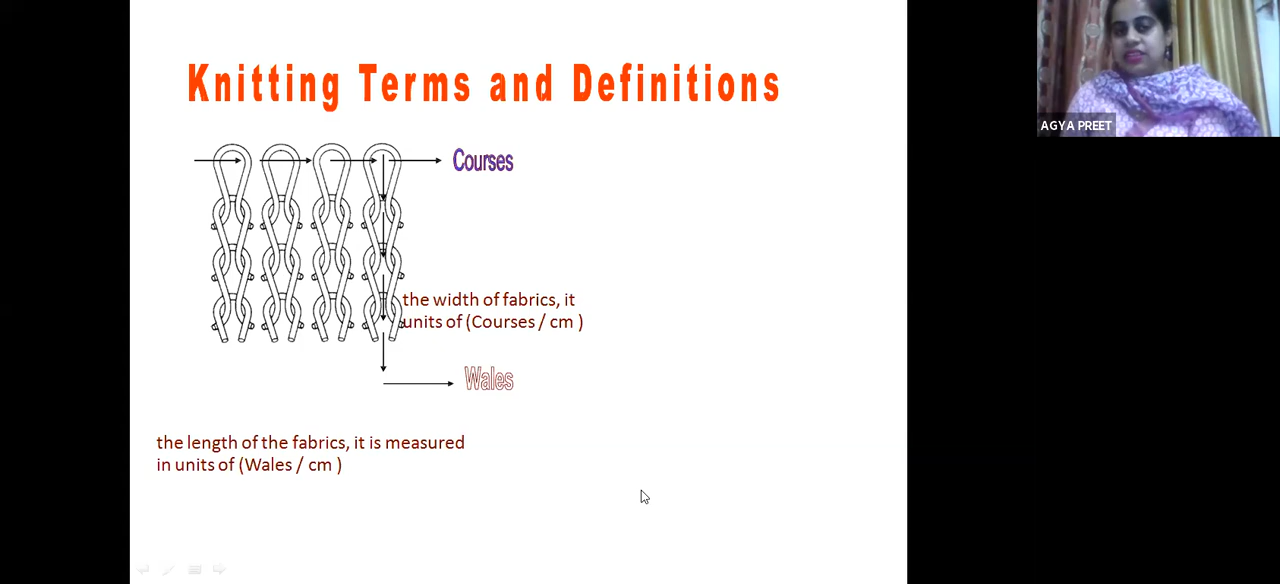 Knitting Terms and Definitions
AGYA PREET
Courses
the width of fabrics, it
units of (Courses / cm )
Wales
the length of the fabrics, it is measured
in units of (Wales / cm )